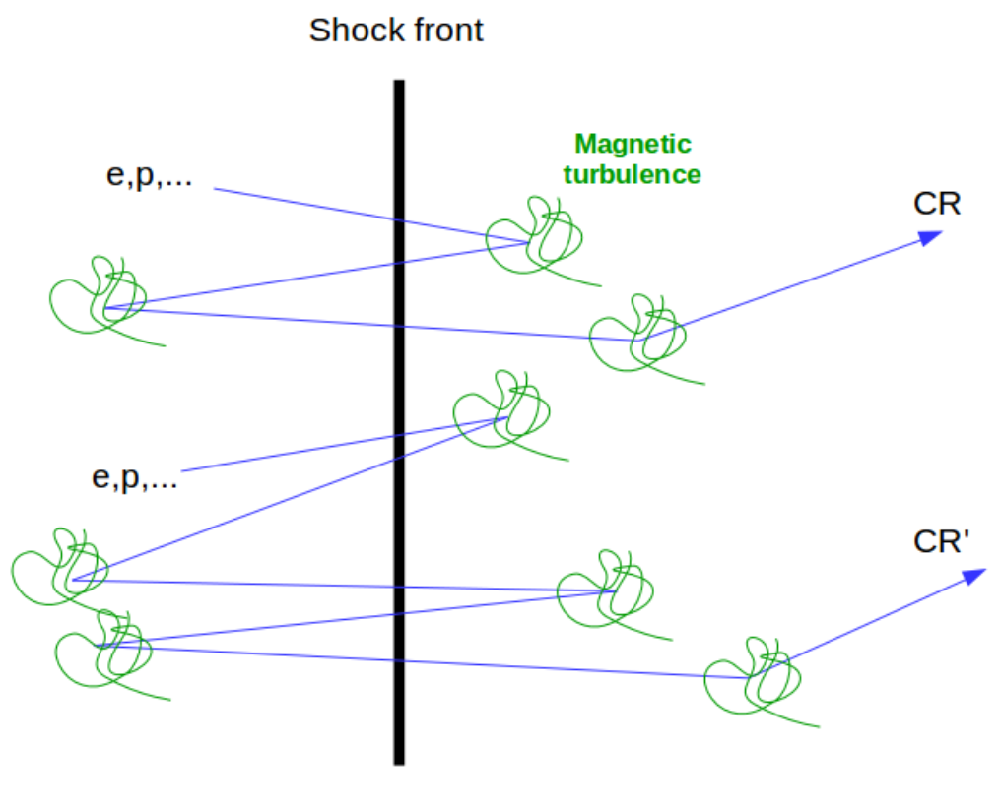 Shock front
Magnetic
turbulence
e,p,...
CR
e,p,...
CR'